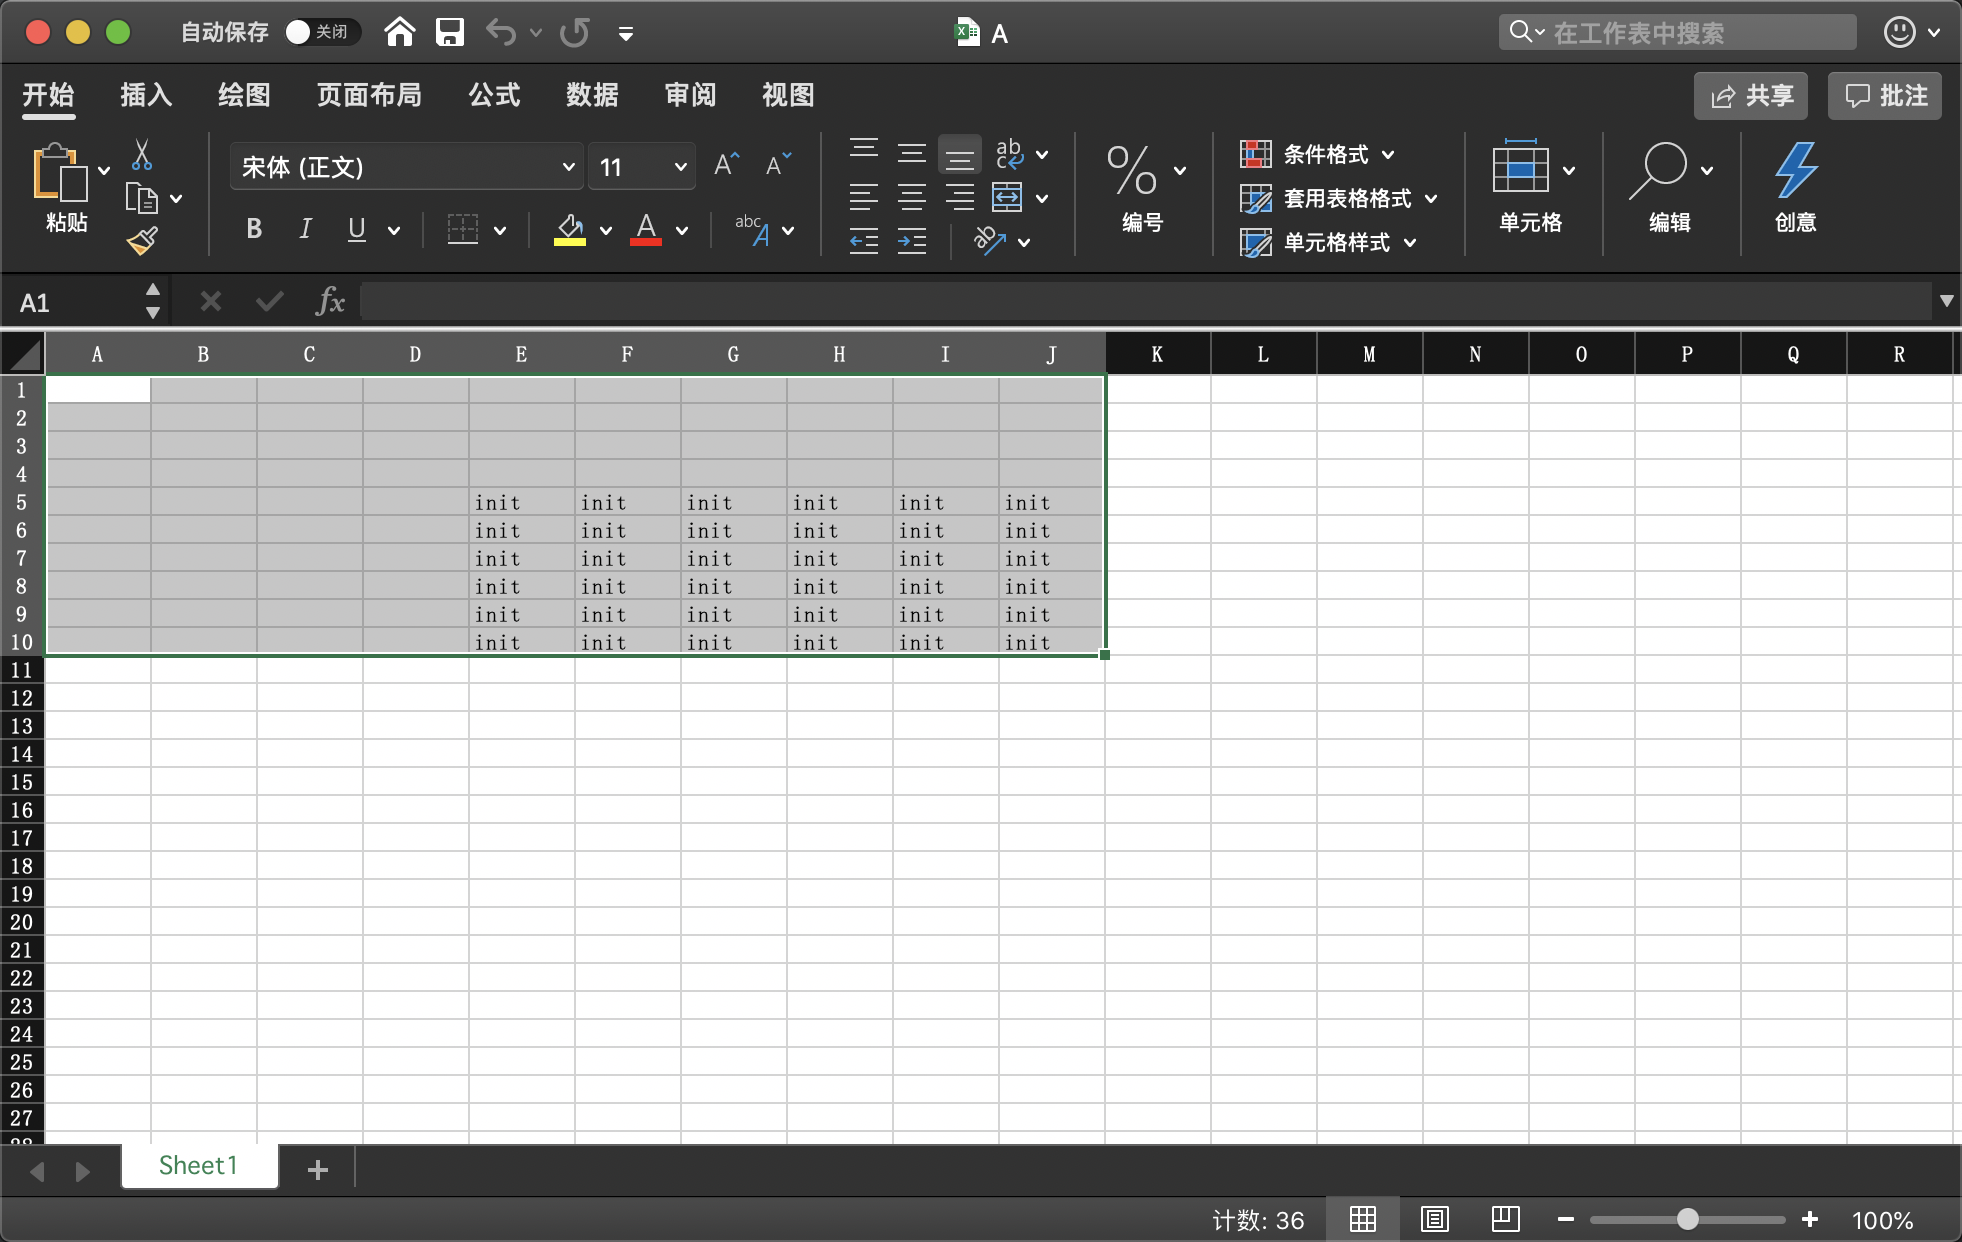 自动保存 关闭 A 在工作表中搜索
开始 插入 绘图 页面布局 公式 数据 审阅 视图 共享 批注
粘贴 宋体 (正文) 11 A A ab c % 编号 条件格式 单元格 编辑 创意
套用表格格式
B I U A abc A ab 单元格样式
A1 fx
A B C D E F G H I J K L M N O P Q R
1
2
3
4
5 init init init init init init
6 init init init init init init
7 init init init init init init
8 init init init init init init
9 init init init init init init
10 init init init init init init
11
12
13
14
15
16
17
18
19
20
21
22
23
24
25
26
27
28
Sheet1 +
计数: 36 100%